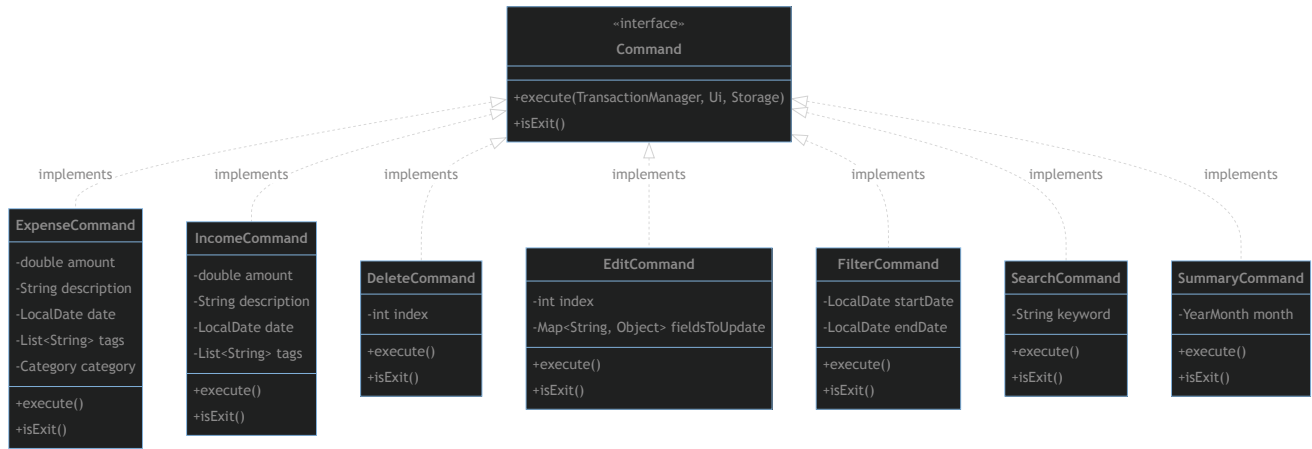 «interface»
Command
+execute(TransactionManager, Ui, Storage)
+isExit()
implements
implements
implements
implements
implements
implements
implements
ExpenseCommand
-double amount
-String description
-LocalDate date
-List<String> tags
-Category category
+execute()
+isExit()
IncomeCommand
-double amount
-String description
-LocalDate date
-List<String> tags
+execute()
+isExit()
DeleteCommand
-int index
+execute()
+isExit()
EditCommand
-int index
-Map<String, Object> fieldsToUpdate
+execute()
+isExit()
FilterCommand
-LocalDate startDate
-LocalDate endDate
+execute()
+isExit()
SearchCommand
-String keyword
+execute()
+isExit()
SummaryCommand
-YearMonth month
+execute()
+isExit()